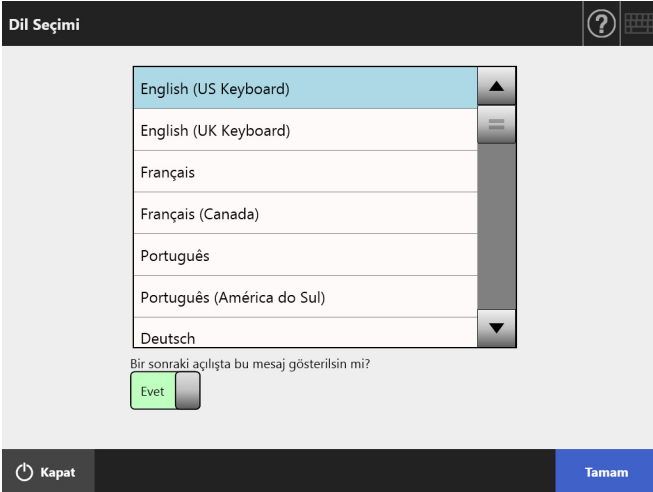 Dil Seçimi
?
English (US Keyboard)
English (UK Keyboard)
Français
Français (Canada)
Português
Português (América do Sul)
Deutsch
Bir sonraki açılışta bu mesaj gösterilsin mi?
Evet
Kapat
Tamam